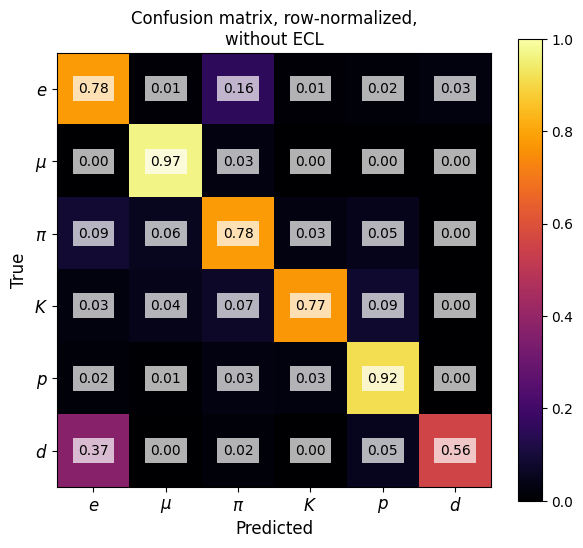 Confusion matrix, row-normalized,
without ECL
1.0
e 0.78 0.01 0.16 0.01 0.02 0.03
0.8
μ 0.00 0.97 0.03 0.00 0.00 0.00
0.6
π 0.09 0.06 0.78 0.03 0.05 0.00
True
K 0.03 0.04 0.07 0.77 0.09 0.00
0.4
p 0.02 0.01 0.03 0.03 0.92 0.00
0.2
d 0.37 0.00 0.02 0.00 0.05 0.56
0.0
e μ π K p d
Predicted